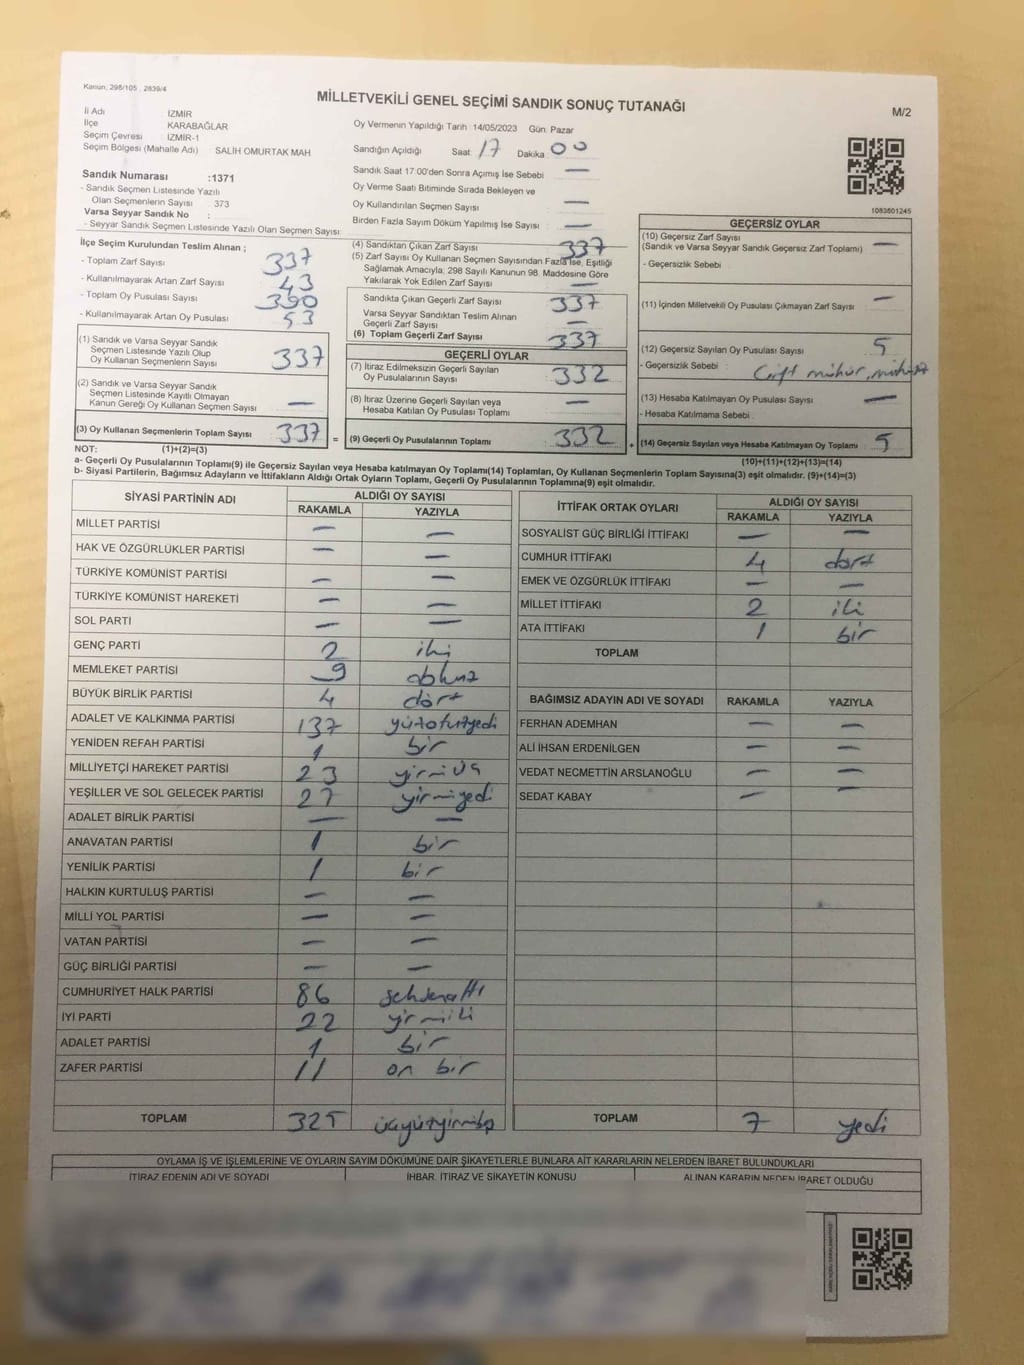 Kanun; 298/105 , 2839/4
MİLLETVEKİLİ GENEL SEÇİMİ SANDIK SONUÇ TUTANAĞI
M/2
İl Adı İZMİR
İlçe KARABAĞLAR
Seçim Çevresi İZMİR-1
Seçim Bölgesi (Mahalle Adı) SALİH OMURTAK MAH
Sandık Numarası :1371
- Sandık Seçmen Listesinde Yazılı
Olan Seçmenlerin Sayısı 373
Varsa Seyyar Sandık No :
- Seyyar Sandık Seçmen Listesinde Yazılı Olan Seçmen Sayısı:
Oy Vermenin Yapıldığı Tarih 14/05/2023 Gün: Pazar
Sandığın Açıldığı Saat: 17 Dakika: 00
Sandık Saat 17:00'den Sonra Açımış İse Sebebi —
Oy Verme Saati Bitiminde Sırada Bekleyen ve
Oy Kullandırılan Seçmen Sayısı —
Birden Fazla Sayım Döküm Yapılmış İse Sayısı : —
1083601245
İlçe Seçim Kurulundan Teslim Alınan ;
- Toplam Zarf Sayısı 337
- Kullanılmayarak Artan Zarf Sayısı 43
- Toplam Oy Pusulası Sayısı 390
- Kullanılmayarak Artan Oy Pusulası 53
(1) Sandık ve Varsa Seyyar Sandık
Seçmen Listesinde Yazılı Olup
Oy Kullanan Seçmenlerin Sayısı 337
(2) Sandık ve Varsa Seyyar Sandık
Seçmen Listesinde Kayıtlı Olmayan
Kanun Gereği Oy Kullanan Seçmen Sayısı —
(3) Oy Kullanan Seçmenlerin Toplam Sayısı 337 =
(4) Sandıktan Çıkan Zarf Sayısı 337
(5) Zarf Sayısı Oy Kullanan Seçmen Sayısından Fazla İse, Eşitliği
Sağlamak Amacıyla; 298 Sayılı Kanunun 98. Maddesine Göre
Yakılarak Yok Edilen Zarf Sayısı —
Sandıkta Çıkan Geçerli Zarf Sayısı 337
Varsa Seyyar Sandıktan Teslim Alınan
Geçerli Zarf Sayısı —
(6) Toplam Geçerli Zarf Sayısı 337
GEÇERLİ OYLAR
(7) İtiraz Edilmeksizin Geçerli Sayılan
Oy Pusulalarının Sayısı 332
(8) İtiraz Üzerine Geçerli Sayılan veya
Hesaba Katılan Oy Pusulası Toplamı —
(9) Geçerli Oy Pusulalarının Toplamı 332 +
GEÇERSİZ OYLAR
(10) Geçersiz Zarf Sayısı —
(Sandık ve Varsa Seyyar Sandık Geçersiz Zarf Toplamı)
- Geçersizlik Sebebi :
(11) İçinden Milletvekili Oy Pusulası Çıkmayan Zarf Sayısı —
(12) Geçersiz Sayılan Oy Pusulası Sayısı 5
- Geçersizlik Sebebi : Çift mühür,
(13) Hesaba Katılmayan Oy Pusulası Sayısı —
- Hesaba Katılmama Sebebi :
(14) Geçersiz Sayılan veya Hesaba Katılmayan Oy Toplamı 5
NOT: (1)+(2)=(3) (10)+(11)+(12)+(13)=(14)
a- Geçerli Oy Pusulalarının Toplamı(9) ile Geçersiz Sayılan veya Hesaba katılmayan Oy Toplamı(14) Toplamları, Oy Kullanan Seçmenlerin Toplam Sayısına(3) eşit olmalıdır. (9)+(14)=(3)
b- Siyasi Partilerin, Bağımsız Adayların ve İttifakların Aldığı Ortak Oyların Toplamı, Geçerli Oy Pusulalarının Toplamına(9) eşit olmalıdır.
SİYASİ PARTİNİN ADI ALDIĞI OY SAYISI
RAKAMLA YAZIYLA
MİLLET PARTİSİ — —
HAK VE ÖZGÜRLÜKLER PARTİSİ — —
TÜRKİYE KOMÜNİST PARTİSİ — —
TÜRKİYE KOMÜNİST HAREKETİ — —
SOL PARTİ — —
GENÇ PARTİ 2 iki
MEMLEKET PARTİSİ 9 dokuz
BÜYÜK BİRLİK PARTİSİ 4 dört
ADALET VE KALKINMA PARTİSİ 137 yüzotuzyedi
YENİDEN REFAH PARTİSİ 1 bir
MİLLİYETÇİ HAREKET PARTİSİ 23 yirmiüç
YEŞİLLER VE SOL GELECEK PARTİSİ 27 yirmiyedi
ADALET BİRLİK PARTİSİ — —
ANAVATAN PARTİSİ 1 bir
YENİLİK PARTİSİ 1 bir
HALKIN KURTULUŞ PARTİSİ — —
MİLLİ YOL PARTİSİ — —
VATAN PARTİSİ — —
GÜÇ BİRLİĞİ PARTİSİ — —
CUMHURİYET HALK PARTİSİ 86 seksenaltı
İYİ PARTİ 22 yirmiiki
ADALET PARTİSİ 1 bir
ZAFER PARTİSİ 11 on bir
TOPLAM 325 üçyüzyirmibeş
İTTİFAK ORTAK OYLARI ALDIĞI OY SAYISI
RAKAMLA YAZIYLA
SOSYALİST GÜÇ BİRLİĞİ İTTİFAKI — —
CUMHUR İTTİFAKI 4 dört
EMEK VE ÖZGÜRLÜK İTTİFAKI — —
MİLLET İTTİFAKI 2 iki
ATA İTTİFAKI 1 bir
TOPLAM
BAĞIMSIZ ADAYIN ADI VE SOYADI RAKAMLA YAZIYLA
FERHAN ADEMHAN — —
ALİ İHSAN ERDENİLGEN — —
VEDAT NECMETTİN ARSLANOĞLU — —
SEDAT KABAY — —
TOPLAM 7 yedi
OYLAMA İŞ VE İŞLEMLERİNE VE OYLARIN SAYIM DÖKÜMÜNE DAİR ŞİKAYETLERLE BUNLARA AİT KARARLARIN NELERDEN İBARET BULUNDUKLARI
İTİRAZ EDENİN ADI VE SOYADI İHBAR, İTİRAZ VE ŞİKAYETİN KONUSU ALINAN KARARIN NEDEN İBARET OLDUĞU